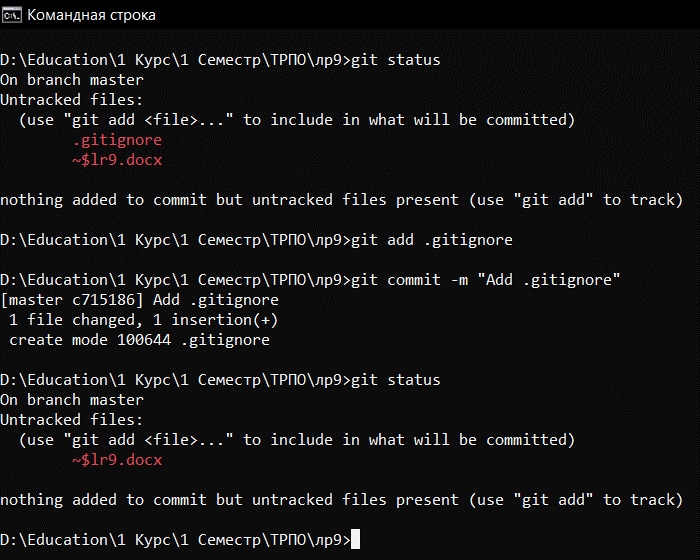 Командная строка
D:\Education\1 Курс\1 Семестр\ТРПО\лр9>git status
On branch master
Untracked files:
  (use "git add <file>..." to include in what will be committed)
        .gitignore
        ~$lr9.docx
nothing added to commit but untracked files present (use "git add" to track)
D:\Education\1 Курс\1 Семестр\ТРПО\лр9>git add .gitignore
D:\Education\1 Курс\1 Семестр\ТРПО\лр9>git commit -m "Add .gitignore"
[master c715186] Add .gitignore
 1 file changed, 1 insertion(+)
 create mode 100644 .gitignore
D:\Education\1 Курс\1 Семестр\ТРПО\лр9>git status
On branch master
Untracked files:
  (use "git add <file>..." to include in what will be committed)
        ~$lr9.docx
nothing added to commit but untracked files present (use "git add" to track)
D:\Education\1 Курс\1 Семестр\ТРПО\лр9>